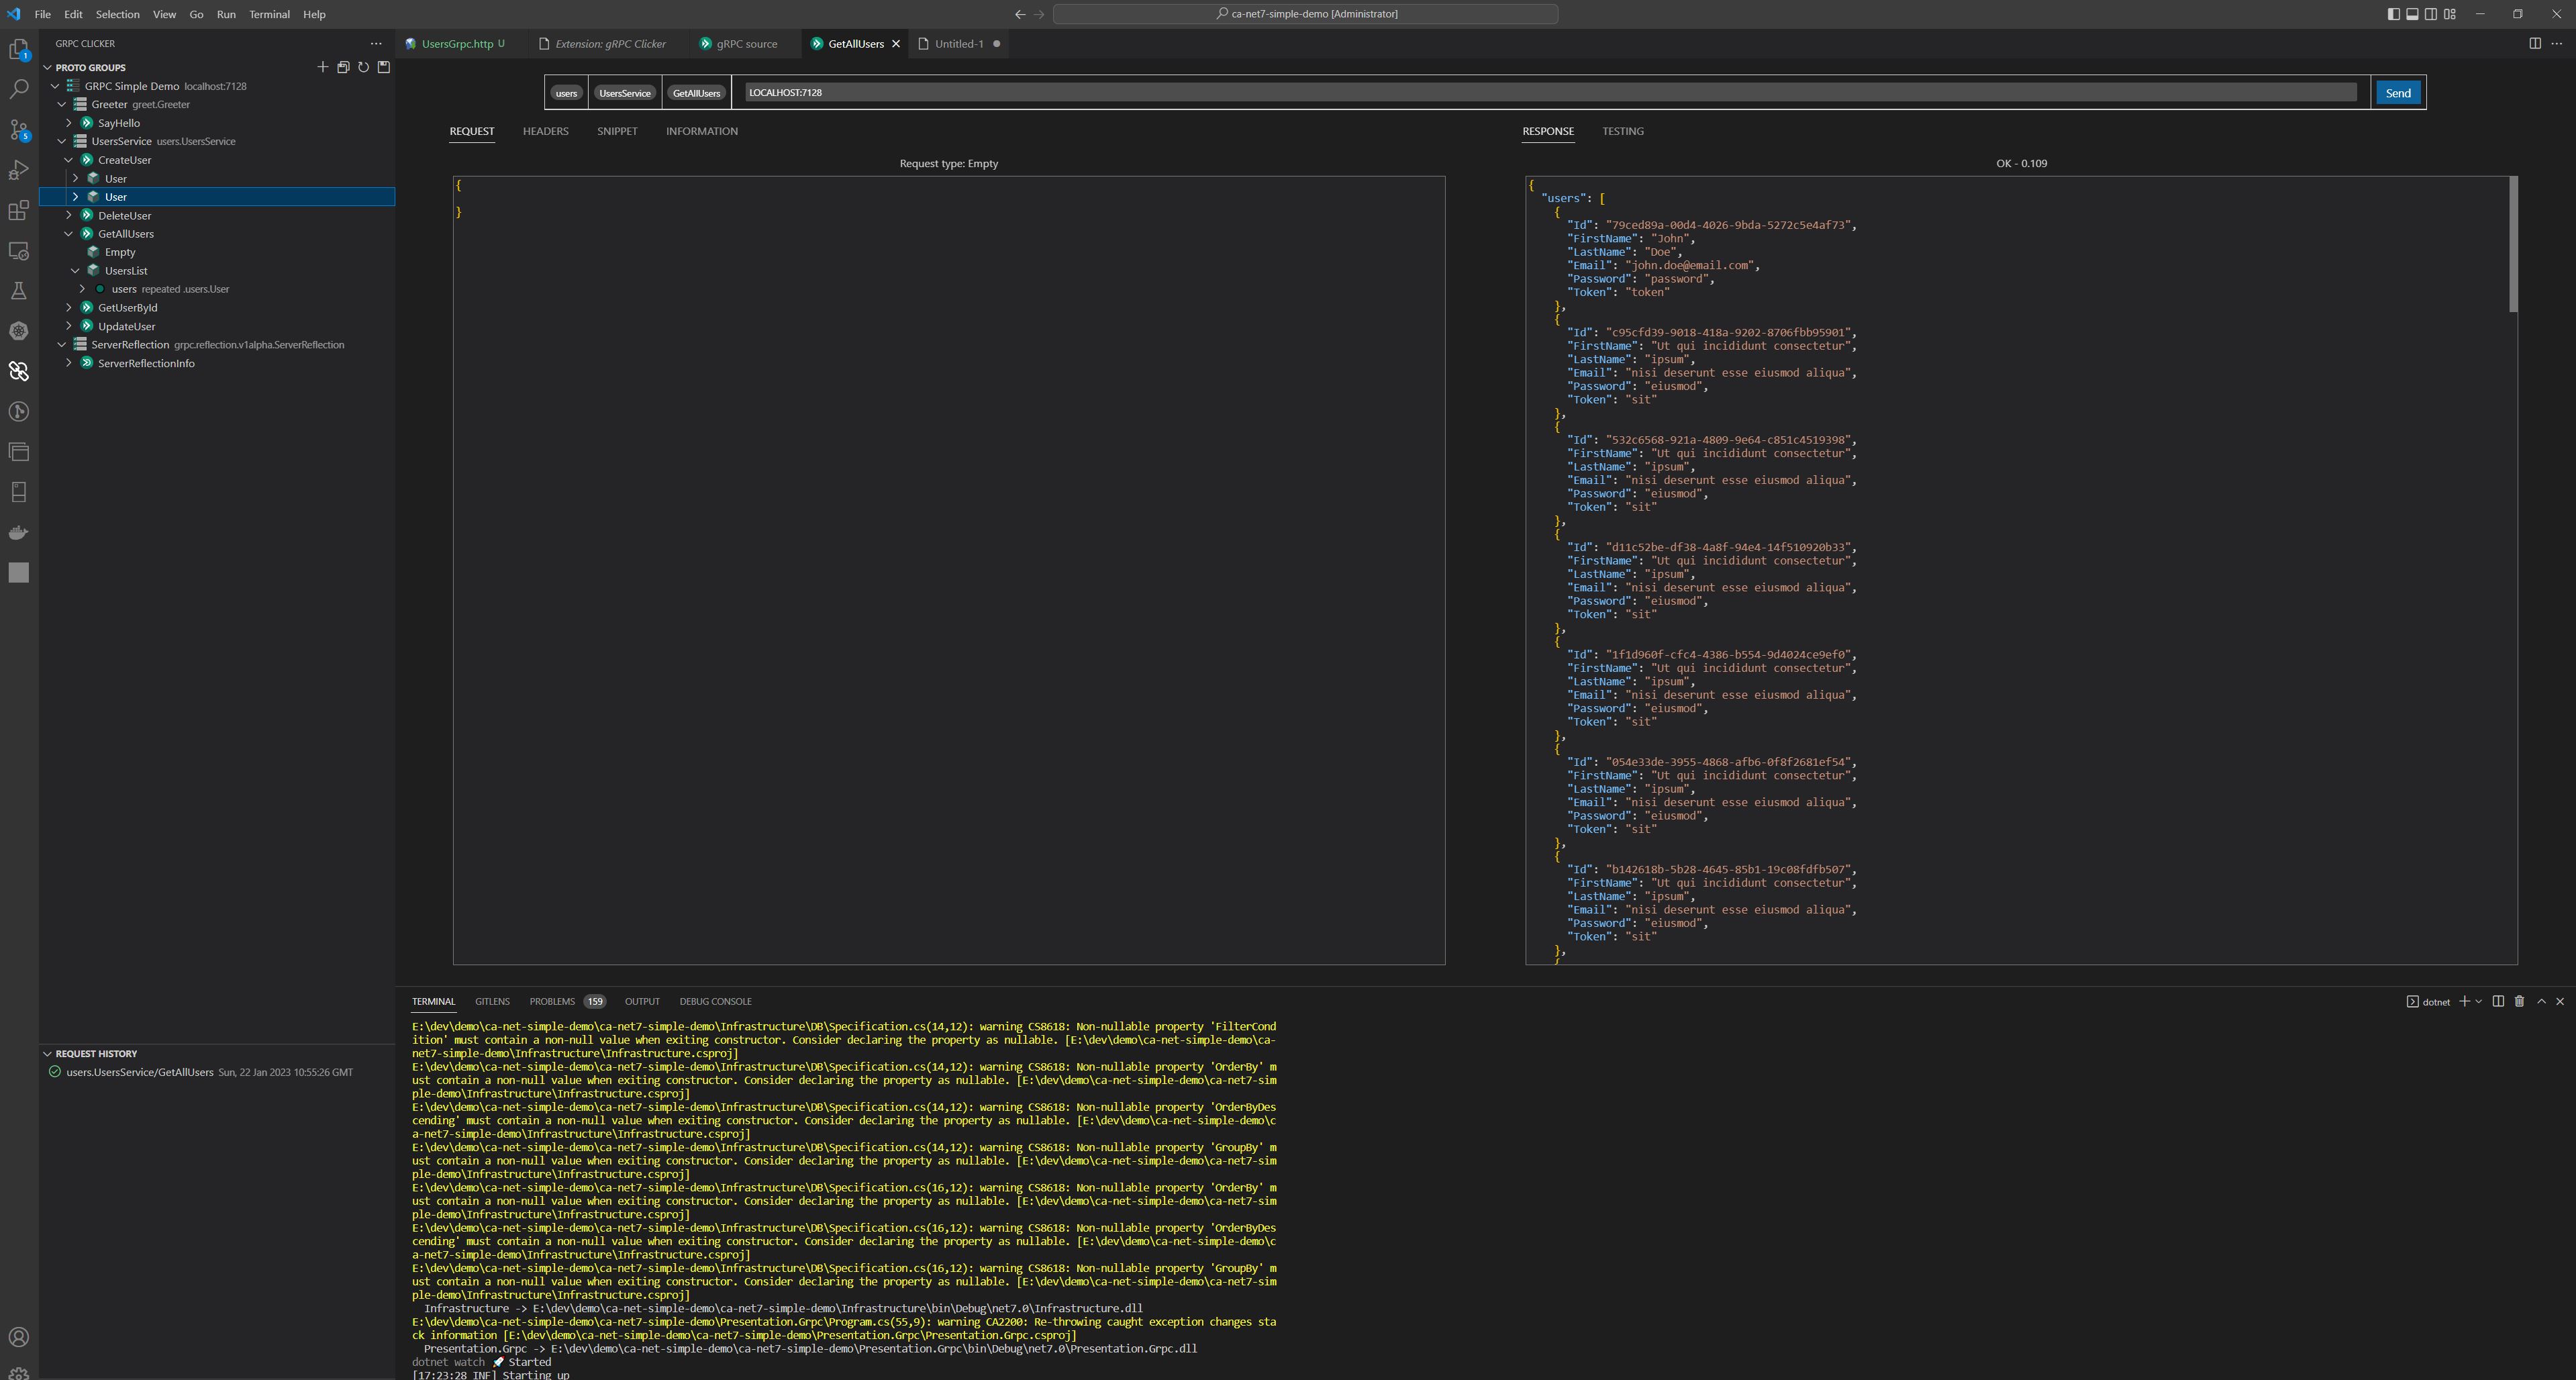 File Edit Selection View Go Run Terminal Help
ca-net7-simple-demo [Administrator]
GRPC CLICKER
UsersGrpc.http U
Extension: gRPC Clicker
gRPC source
GetAllUsers
Untitled-1
1
5
PROTO GROUPS
GRPC Simple Demo localhost:7128
Greeter greet.Greeter
SayHello
UsersService users.UsersService
CreateUser
User
User
DeleteUser
GetAllUsers
Empty
UsersList
users repeated .users.User
GetUserById
UpdateUser
ServerReflection grpc.reflection.v1alpha.ServerReflection
ServerReflectionInfo
REQUEST HISTORY
users.UsersService/GetAllUsers Sun, 22 Jan 2023 10:55:26 GMT
users UsersService GetAllUsers LOCALHOST:7128 Send
REQUEST HEADERS SNIPPET INFORMATION
Request type: Empty
{
}
RESPONSE TESTING
OK - 0.109
{
"users": [
{
"Id": "79ced89a-00d4-4026-9bda-5272c5e4af73",
"FirstName": "John",
"LastName": "Doe",
"Email": "john.doe@email.com",
"Password": "password",
"Token": "token"
},
{
"Id": "c95cfd39-9018-418a-9202-8706fbb95901",
"FirstName": "Ut qui incididunt consectetur",
"LastName": "ipsum",
"Email": "nisi deserunt esse eiusmod aliqua",
"Password": "eiusmod",
"Token": "sit"
},
{
"Id": "532c6568-921a-4809-9e64-c851c4519398",
"FirstName": "Ut qui incididunt consectetur",
"LastName": "ipsum",
"Email": "nisi deserunt esse eiusmod aliqua",
"Password": "eiusmod",
"Token": "sit"
},
{
"Id": "d11c52be-df38-4a8f-94e4-14f510920b33",
"FirstName": "Ut qui incididunt consectetur",
"LastName": "ipsum",
"Email": "nisi deserunt esse eiusmod aliqua",
"Password": "eiusmod",
"Token": "sit"
},
{
"Id": "1f1d960f-cfc4-4386-b554-9d4024ce9ef0",
"FirstName": "Ut qui incididunt consectetur",
"LastName": "ipsum",
"Email": "nisi deserunt esse eiusmod aliqua",
"Password": "eiusmod",
"Token": "sit"
},
{
"Id": "054e33de-3955-4868-afb6-0f8f2681ef54",
"FirstName": "Ut qui incididunt consectetur",
"LastName": "ipsum",
"Email": "nisi deserunt esse eiusmod aliqua",
"Password": "eiusmod",
"Token": "sit"
},
{
"Id": "b142618b-5b28-4645-85b1-19c08fdfb507",
"FirstName": "Ut qui incididunt consectetur",
"LastName": "ipsum",
"Email": "nisi deserunt esse eiusmod aliqua",
"Password": "eiusmod",
"Token": "sit"
},
{
TERMINAL GITLENS PROBLEMS 159 OUTPUT DEBUG CONSOLE
dotnet
E:\dev\demo\ca-net-simple-demo\ca-net7-simple-demo\Infrastructure\DB\Specification.cs(14,12): warning CS8618: Non-nullable property 'FilterCond
ition' must contain a non-null value when exiting constructor. Consider declaring the property as nullable. [E:\dev\demo\ca-net-simple-demo\ca-
net7-simple-demo\Infrastructure\Infrastructure.csproj]
E:\dev\demo\ca-net-simple-demo\ca-net7-simple-demo\Infrastructure\DB\Specification.cs(14,12): warning CS8618: Non-nullable property 'OrderBy' m
ust contain a non-null value when exiting constructor. Consider declaring the property as nullable. [E:\dev\demo\ca-net-simple-demo\ca-net7-sim
ple-demo\Infrastructure\Infrastructure.csproj]
E:\dev\demo\ca-net-simple-demo\ca-net7-simple-demo\Infrastructure\DB\Specification.cs(14,12): warning CS8618: Non-nullable property 'OrderByDes
cending' must contain a non-null value when exiting constructor. Consider declaring the property as nullable. [E:\dev\demo\ca-net-simple-demo\c
a-net7-simple-demo\Infrastructure\Infrastructure.csproj]
E:\dev\demo\ca-net-simple-demo\ca-net7-simple-demo\Infrastructure\DB\Specification.cs(14,12): warning CS8618: Non-nullable property 'GroupBy' m
ust contain a non-null value when exiting constructor. Consider declaring the property as nullable. [E:\dev\demo\ca-net-simple-demo\ca-net7-sim
ple-demo\Infrastructure\Infrastructure.csproj]
E:\dev\demo\ca-net-simple-demo\ca-net7-simple-demo\Infrastructure\DB\Specification.cs(16,12): warning CS8618: Non-nullable property 'OrderBy' m
ust contain a non-null value when exiting constructor. Consider declaring the property as nullable. [E:\dev\demo\ca-net-simple-demo\ca-net7-sim
ple-demo\Infrastructure\Infrastructure.csproj]
E:\dev\demo\ca-net-simple-demo\ca-net7-simple-demo\Infrastructure\DB\Specification.cs(16,12): warning CS8618: Non-nullable property 'OrderByDes
cending' must contain a non-null value when exiting constructor. Consider declaring the property as nullable. [E:\dev\demo\ca-net-simple-demo\c
a-net7-simple-demo\Infrastructure\Infrastructure.csproj]
E:\dev\demo\ca-net-simple-demo\ca-net7-simple-demo\Infrastructure\DB\Specification.cs(16,12): warning CS8618: Non-nullable property 'GroupBy' m
ust contain a non-null value when exiting constructor. Consider declaring the property as nullable. [E:\dev\demo\ca-net-simple-demo\ca-net7-sim
ple-demo\Infrastructure\Infrastructure.csproj]
Infrastructure -> E:\dev\demo\ca-net-simple-demo\ca-net7-simple-demo\Infrastructure\bin\Debug\net7.0\Infrastructure.dll
E:\dev\demo\ca-net-simple-demo\ca-net7-simple-demo\Presentation.Grpc\Program.cs(55,9): warning CA2200: Re-throwing caught exception changes sta
ck information [E:\dev\demo\ca-net-simple-demo\ca-net7-simple-demo\Presentation.Grpc\Presentation.Grpc.csproj]
Presentation.Grpc -> E:\dev\demo\ca-net-simple-demo\ca-net7-simple-demo\Presentation.Grpc\bin\Debug\net7.0\Presentation.Grpc.dll
dotnet watch 🚀 Started
[17:23:28 INF] Starting up